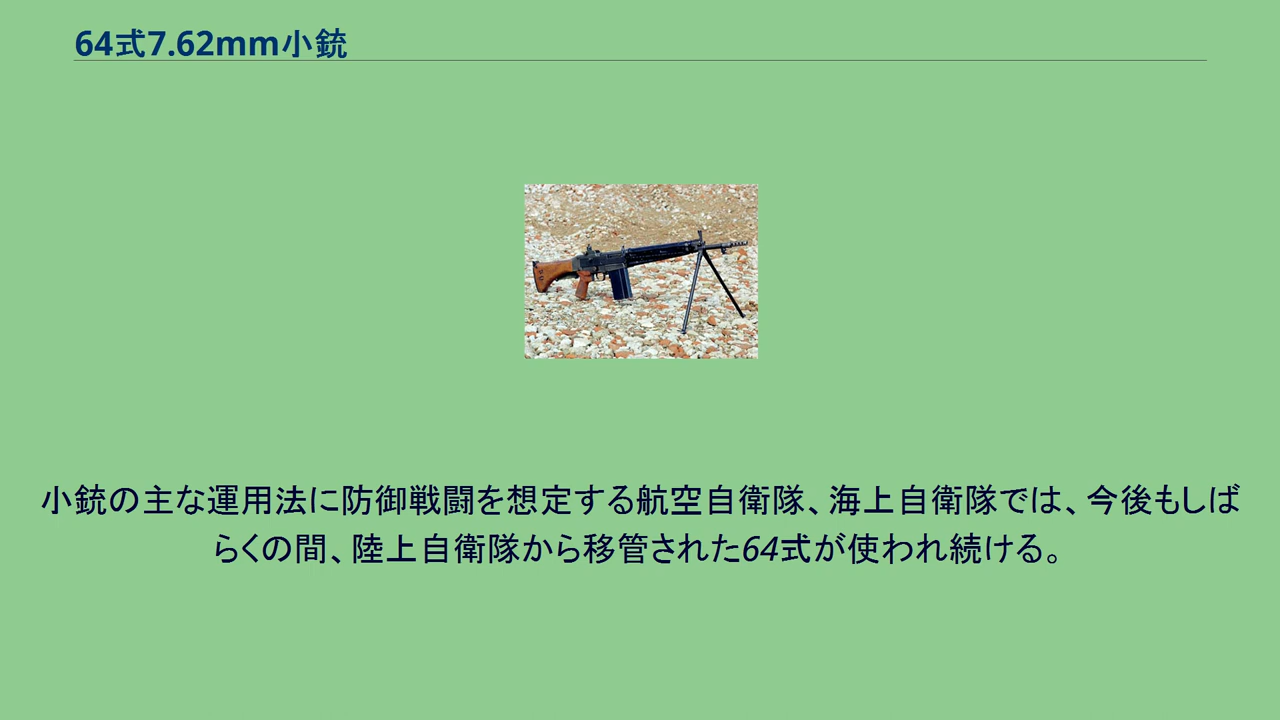 64式7.62mm小銃
小銃の主な運用法に防御戦闘を想定する航空自衛隊、海上自衛隊では、今後もしば
らくの間、陸上自衛隊から移管された64式が使われ続ける。